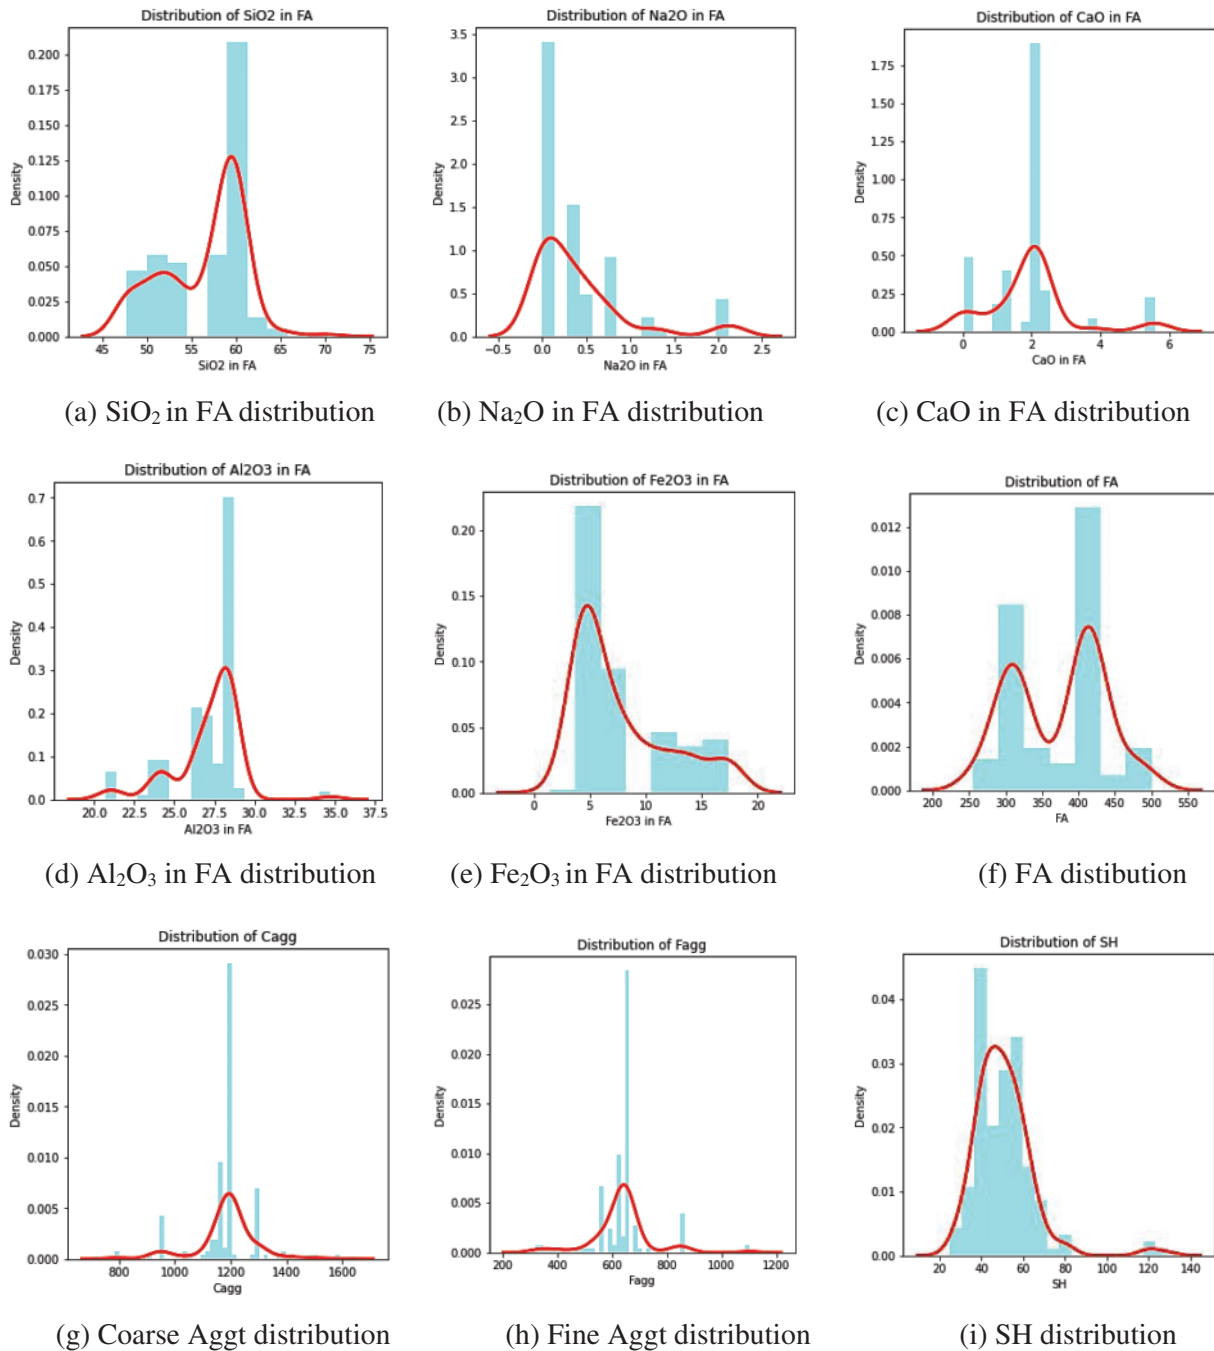 Distribution of SiO2 in FA
Density
0.200
0.175
0.150
0.125
0.100
0.075
0.050
0.025
0.000
45 50 55 60 65 70 75
SiO2 in FA
(a) SiO₂ in FA distribution
Distribution of Na2O in FA
Density
3.5
3.0
2.5
2.0
1.5
1.0
0.5
0.0
−0.5 0.0 0.5 1.0 1.5 2.0 2.5
Na2O in FA
(b) Na₂O in FA distribution
Distribution of CaO in FA
Density
1.75
1.50
1.25
1.00
0.75
0.50
0.25
0.00
0 2 4 6
CaO in FA
(c) CaO in FA distribution
Distribution of Al2O3 in FA
Density
0.7
0.6
0.5
0.4
0.3
0.2
0.1
0.0
20.0 22.5 25.0 27.5 30.0 32.5 35.0 37.5
Al2O3 in FA
(d) Al₂O₃ in FA distribution
Distribution of Fe2O3 in FA
Density
0.20
0.15
0.10
0.05
0.00
0 5 10 15 20
Fe2O3 in FA
(e) Fe₂O₃ in FA distribution
Distribution of FA
Density
0.012
0.010
0.008
0.006
0.004
0.002
0.000
200 250 300 350 400 450 500 550
FA
(f) FA distibution
Distribution of Cagg
Density
0.030
0.025
0.020
0.015
0.010
0.005
0.000
800 1000 1200 1400 1600
Cagg
(g) Coarse Aggt distribution
Distribution of Fagg
Density
0.025
0.020
0.015
0.010
0.005
0.000
200 400 600 800 1000 1200
Fagg
(h) Fine Aggt distribution
Distribution of SH
Density
0.04
0.03
0.02
0.01
0.00
20 40 60 80 100 120 140
SH
(i) SH distribution